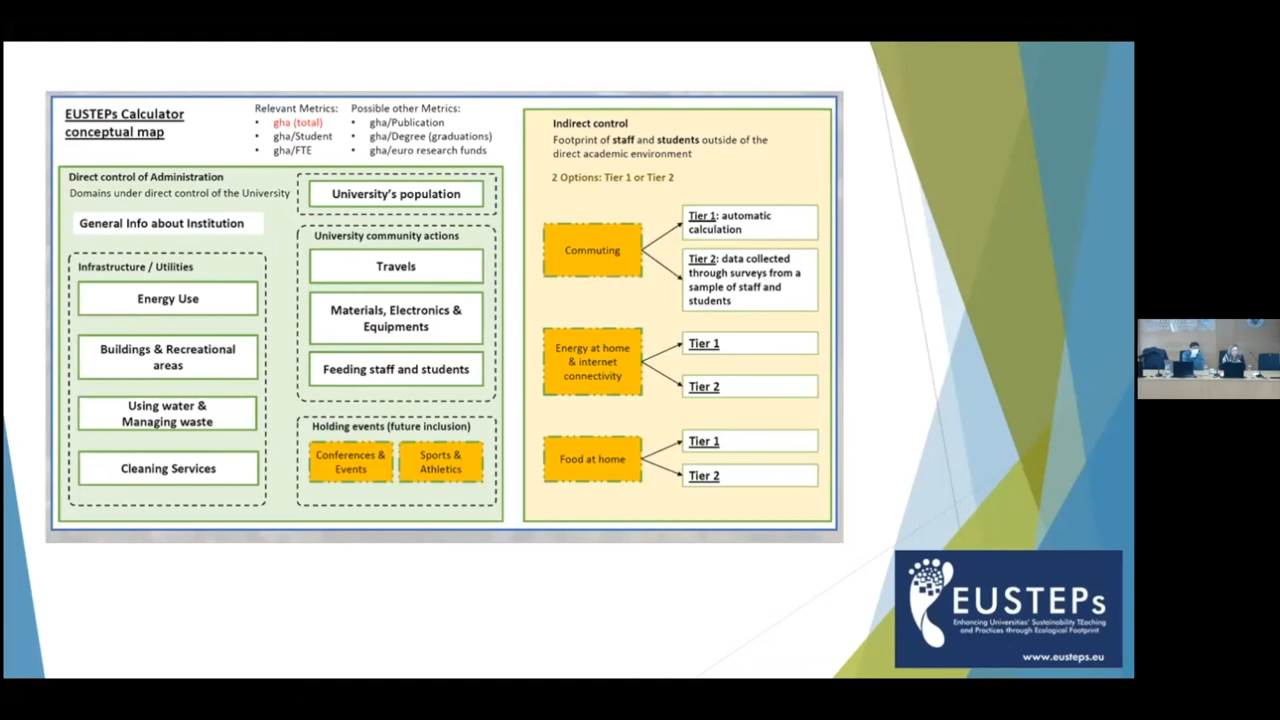 EUSTEPs Calculator
conceptual map
Relevant Metrics:
• gha (total)
• gha/Student
• gha/FTE
Possible other Metrics:
• gha/Publication
• gha/Degree (graduations)
• gha/euro research funds
Direct control of Administration
Domains under direct control of the University
General Info about Institution
Infrastructure / Utilities
Energy Use
Buildings & Recreational
areas
Using water &
Managing waste
Cleaning Services
University's population
University community actions
Travels
Materials, Electronics &
Equipments
Feeding staff and students
Holding events (future inclusion)
Conferences &
Events
Sports &
Athletics
Indirect control
Footprint of staff and students outside of the
direct academic environment
2 Options: Tier 1 or Tier 2
Commuting
Tier 1: automatic
calculation
Tier 2: data collected
through surveys from a
sample of staff and
students
Energy at home
& internet
connectivity
Tier 1
Tier 2
Food at home
Tier 1
Tier 2
EUSTEPs
Enhancing Universities' Sustainability TEaching
and Practices through Ecological Footprint
www.eusteps.eu